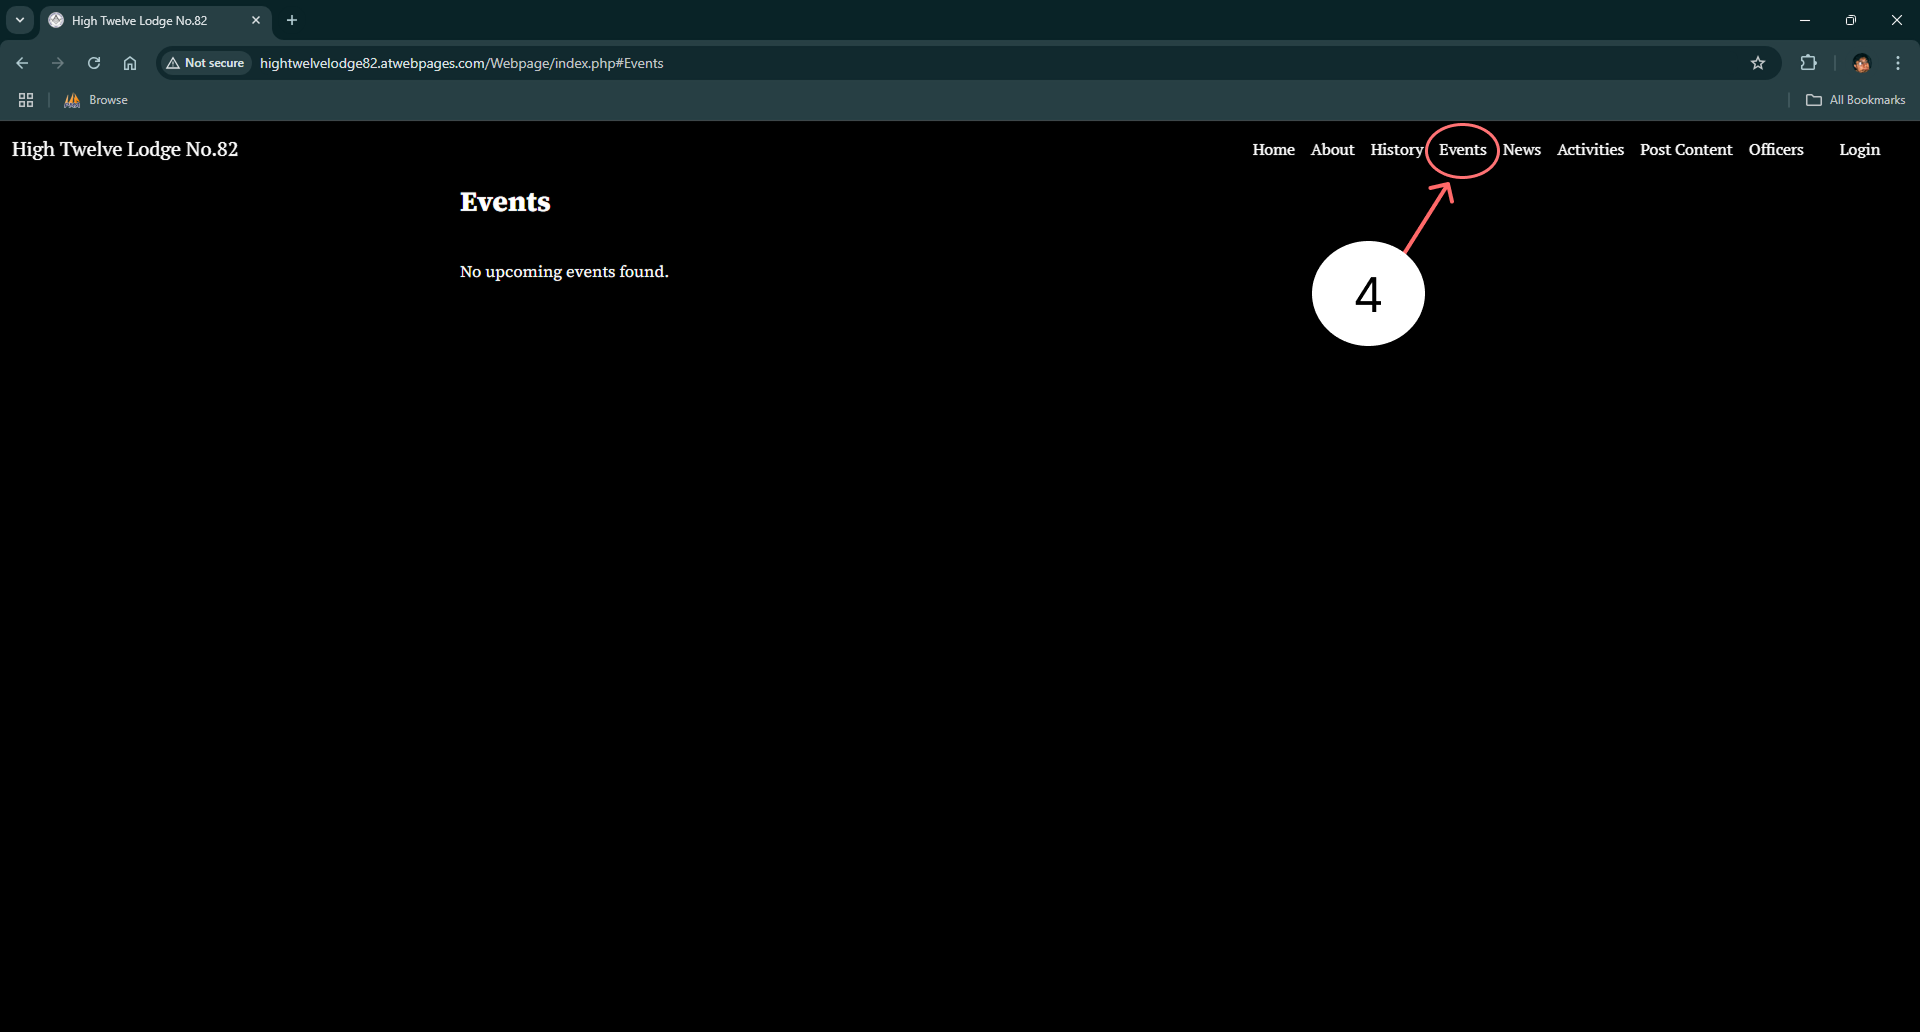 High Twelve Lodge No.82
Not secure
hightwelvelodge82.atwebpages.com/Webpage/index.php#Events
Browse
All Bookmarks
High Twelve Lodge No.82
Home About History Events News Activities Post Content Officers Login
Events
No upcoming events found.
4